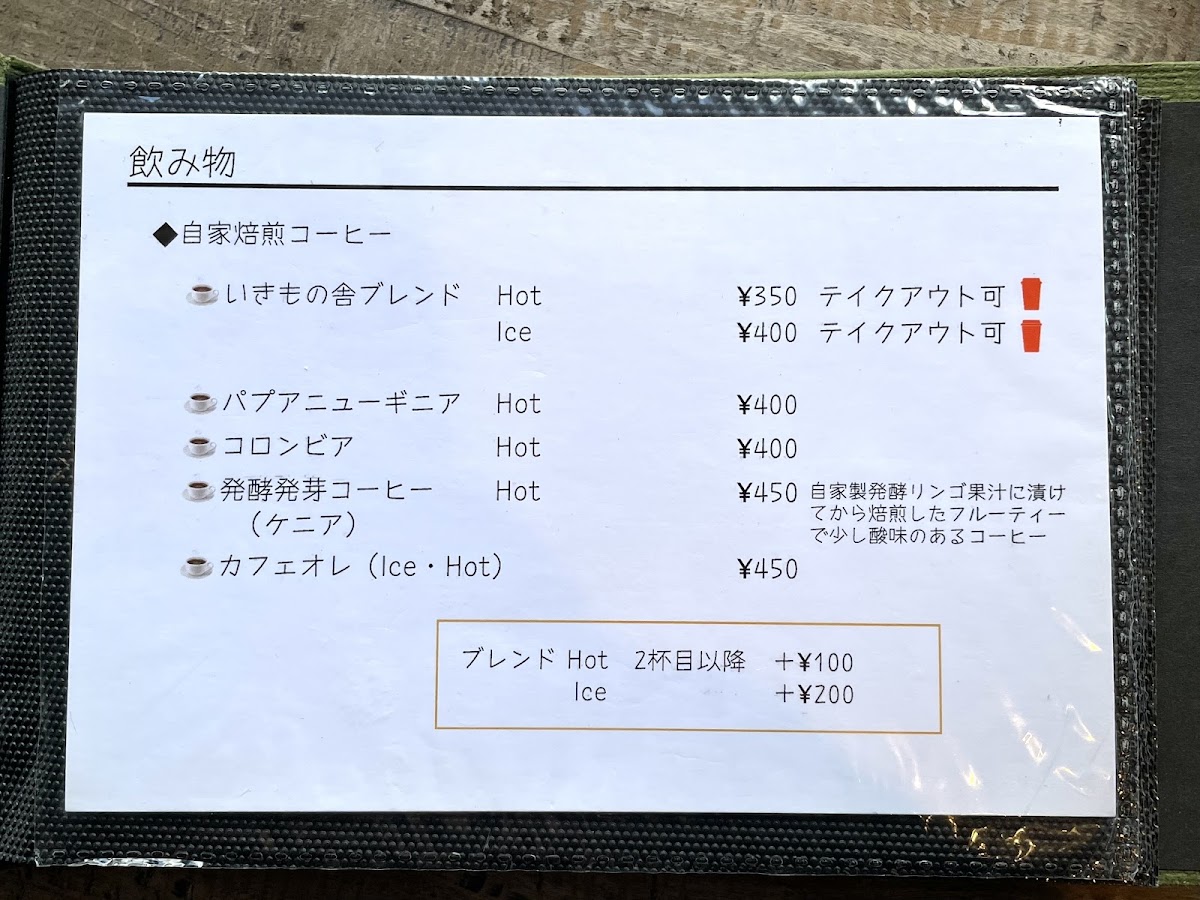 飲み物
◆自家焙煎コーヒー
いきもの舎ブレンド Hot ¥350 テイクアウト可
Ice ¥400 テイクアウト可
パプアニューギニア Hot ¥400
コロンビア Hot ¥400
発酵発芽コーヒー Hot ¥450 自家製発酵リンゴ果汁に漬け
てから焙煎したフルーティー
（ケニア）
で少し酸味のあるコーヒー
カフェオレ（Ice・Hot） ¥450
ブレンド Hot 2杯目以降 +¥100
Ice +¥200